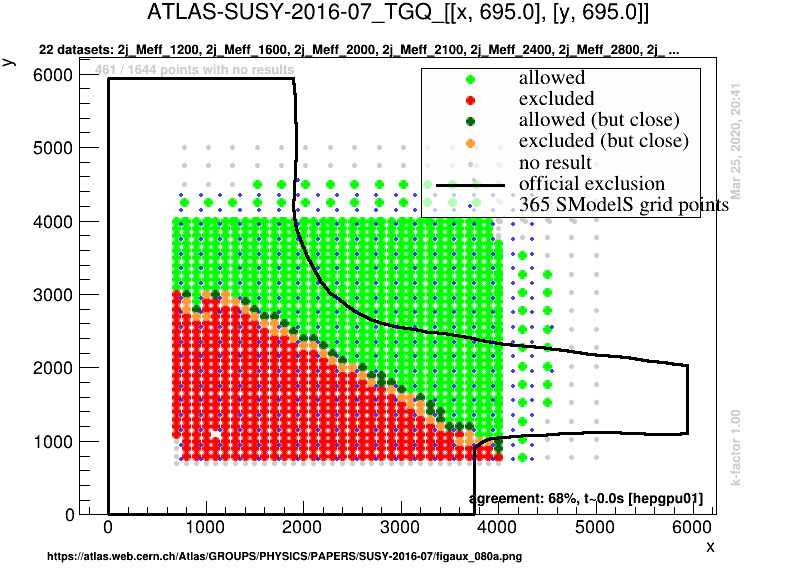 ATLAS-SUSY-2016-07_TGQ_[[x, 695.0], [y, 695.0]]
22 datasets: 2j_Meff_1200, 2j_Meff_1600, 2j_Meff_2000, 2j_Meff_2100, 2j_Meff_2400, 2j_Meff_2800, 2j_ ...
y
461 / 1644 points with no results
allowed
excluded
allowed (but close)
excluded (but close)
no result
official exclusion
365 SModelS grid points
6000
5000
4000
3000
2000
1000
0
Mar 25, 2020, 20:41
k-factor 1.00
agreement: 68%, t~0.0s [hepgpu01]
0 1000 2000 3000 4000 5000 6000
x
https://atlas.web.cern.ch/Atlas/GROUPS/PHYSICS/PAPERS/SUSY-2016-07/figaux_080a.png